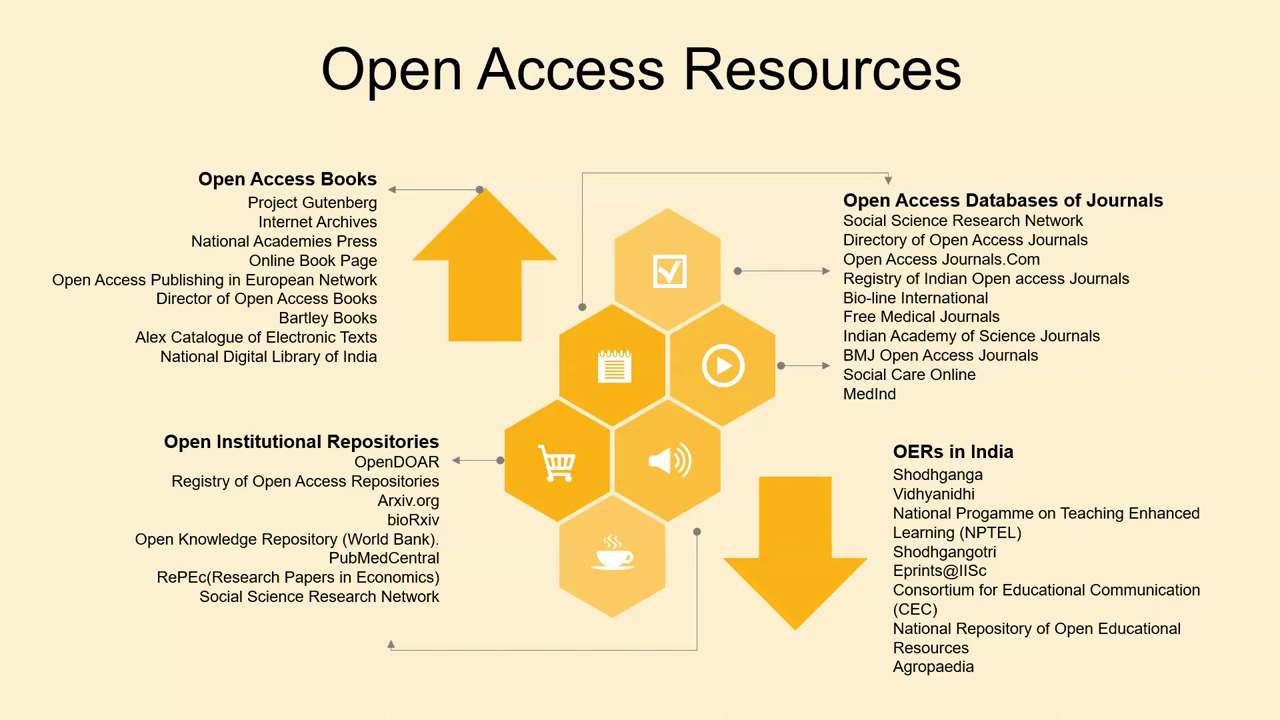 Open Access Resources
Open Access Books
Project Gutenberg
Internet Archives
National Academies Press
Online Book Page
Open Access Publishing in European Network
Director of Open Access Books
Bartley Books
Alex Catalogue of Electronic Texts
National Digital Library of India
Open Access Databases of Journals
Social Science Research Network
Directory of Open Access Journals
Open Access Journals.Com
Registry of Indian Open access Journals
Bio-line International
Free Medical Journals
Indian Academy of Science Journals
BMJ Open Access Journals
Social Care Online
MedInd
Open Institutional Repositories
OpenDOAR
Registry of Open Access Repositories
Arxiv.org
bioRxiv
Open Knowledge Repository (World Bank).
PubMedCentral
RePEc(Research Papers in Economics)
Social Science Research Network
OERs in India
Shodhganga
Vidhyanidhi
National Progamme on Teaching Enhanced
Learning (NPTEL)
Shodhgangotri
Eprints@IISc
Consortium for Educational Communication
(CEC)
National Repository of Open Educational
Resources
Agropaedia